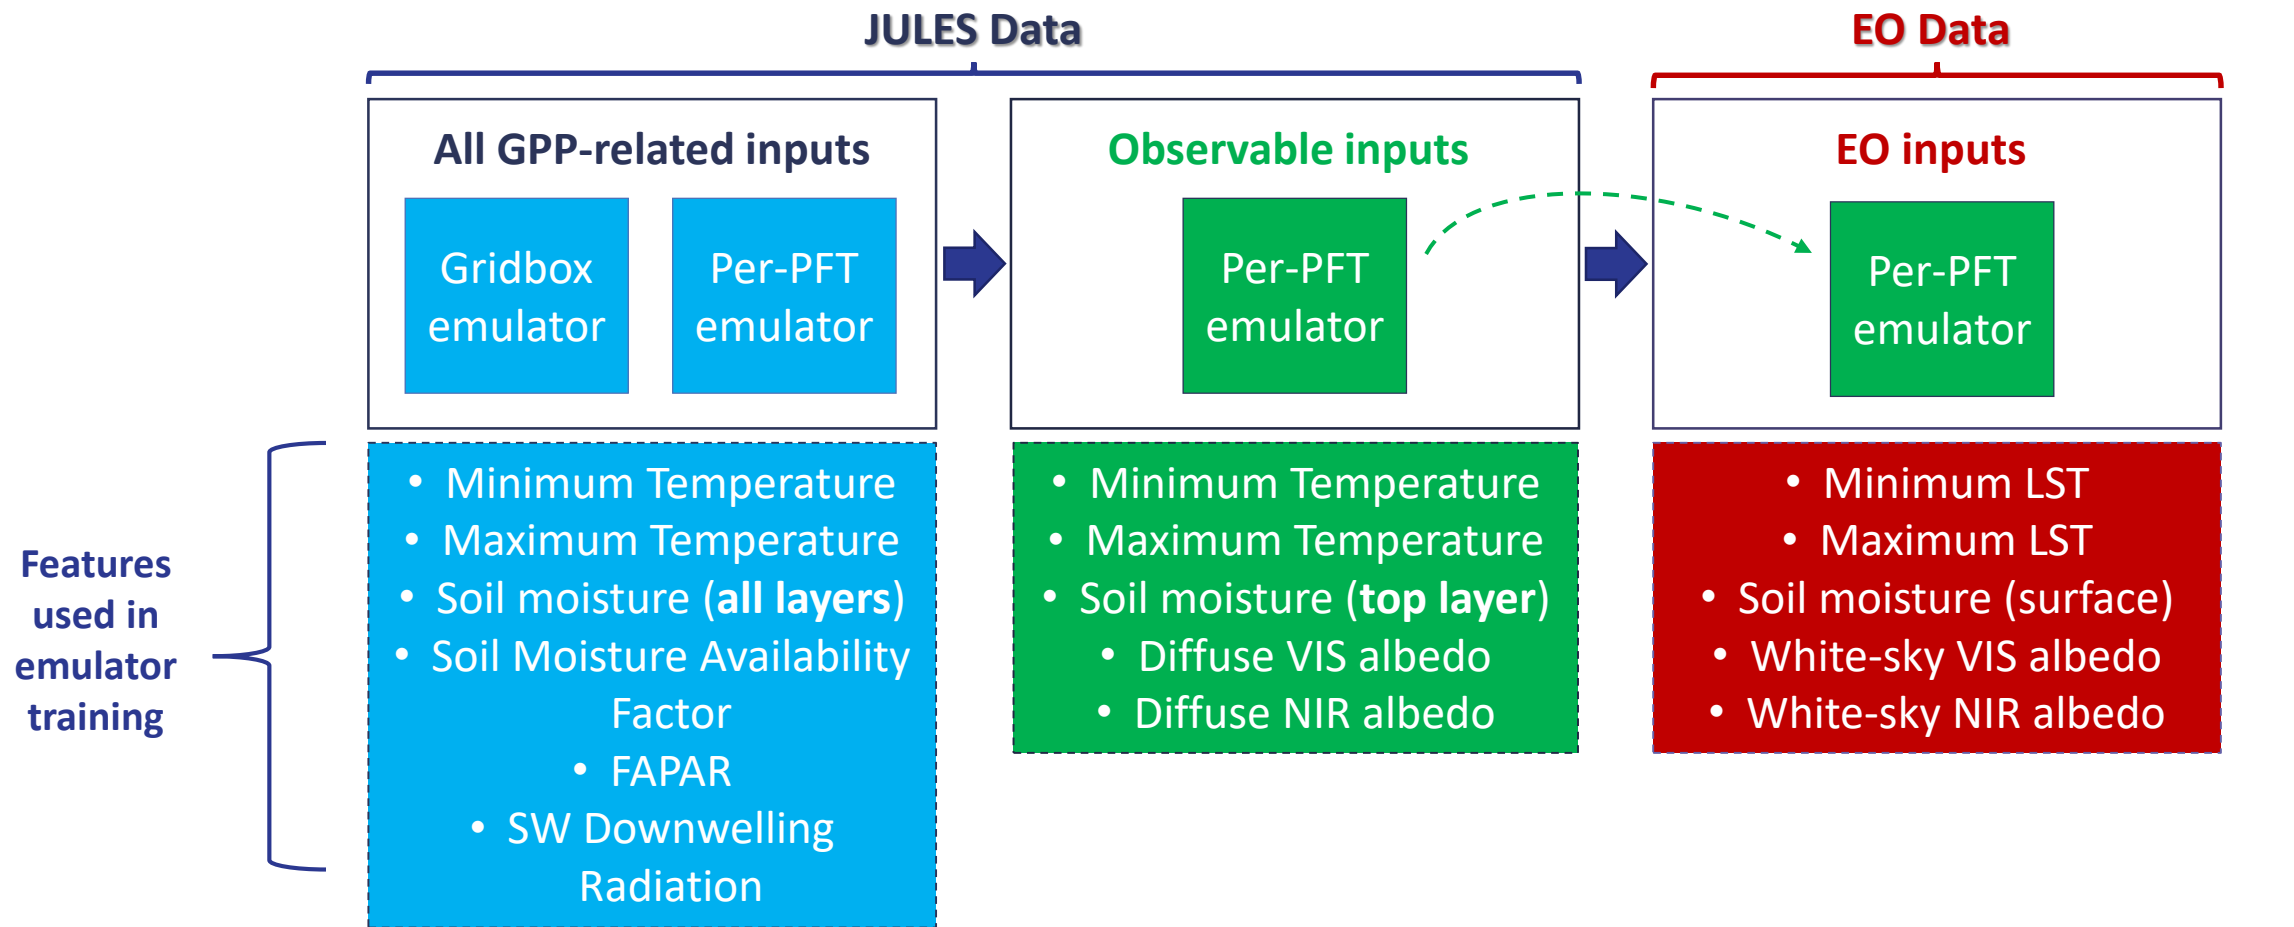 JULES Data
EO Data
All GPP-related inputs
Gridbox
emulator
Per-PFT
emulator
Observable inputs
Per-PFT
emulator
EO inputs
Per-PFT
emulator
Features
used in
emulator
training
• Minimum Temperature
• Maximum Temperature
• Soil moisture (all layers)
• Soil Moisture Availability
Factor
• FAPAR
• SW Downwelling
Radiation
• Minimum Temperature
• Maximum Temperature
• Soil moisture (top layer)
• Diffuse VIS albedo
• Diffuse NIR albedo
• Minimum LST
• Maximum LST
• Soil moisture (surface)
• White-sky VIS albedo
• White-sky NIR albedo